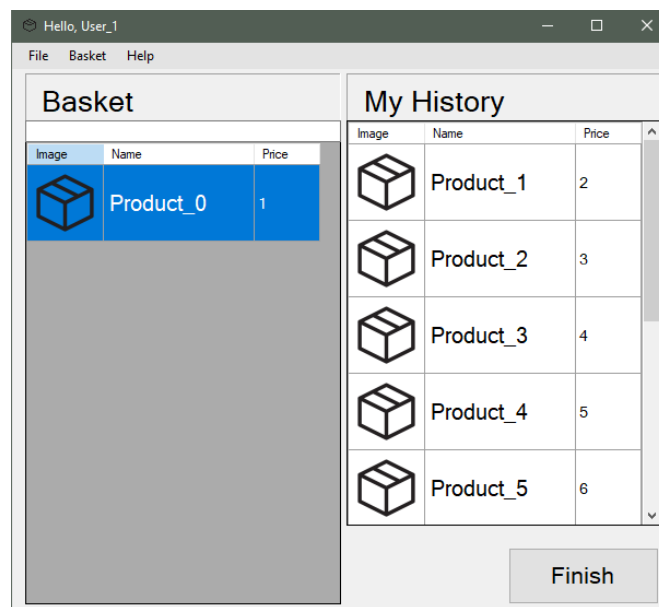 Hello, User_1
File Basket Help
Basket
Image Name Price
Product_0 1
My History
Image Name Price
Product_1 2
Product_2 3
Product_3 4
Product_4 5
Product_5 6
Finish